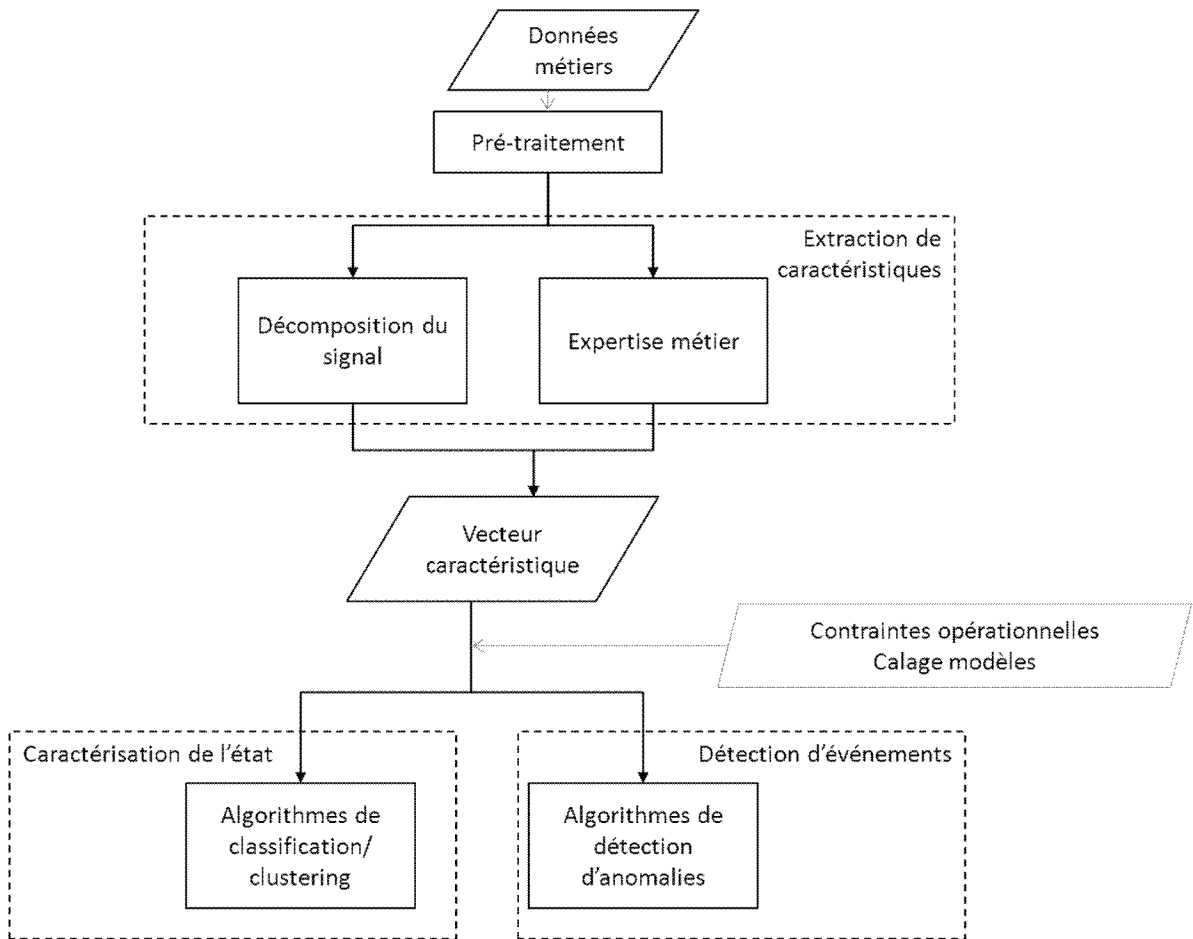 Données
métiers
Pré-traitement
Extraction de
caractéristiques
Décomposition du
signal
Expertise métier
Vecteur
caractéristique
Contraintes opérationnelles
Calage modèles
Caractérisation de l'état
Détection d'événements
Algorithmes de
classification/
clustering
Algorithmes de
détection
d'anomalies